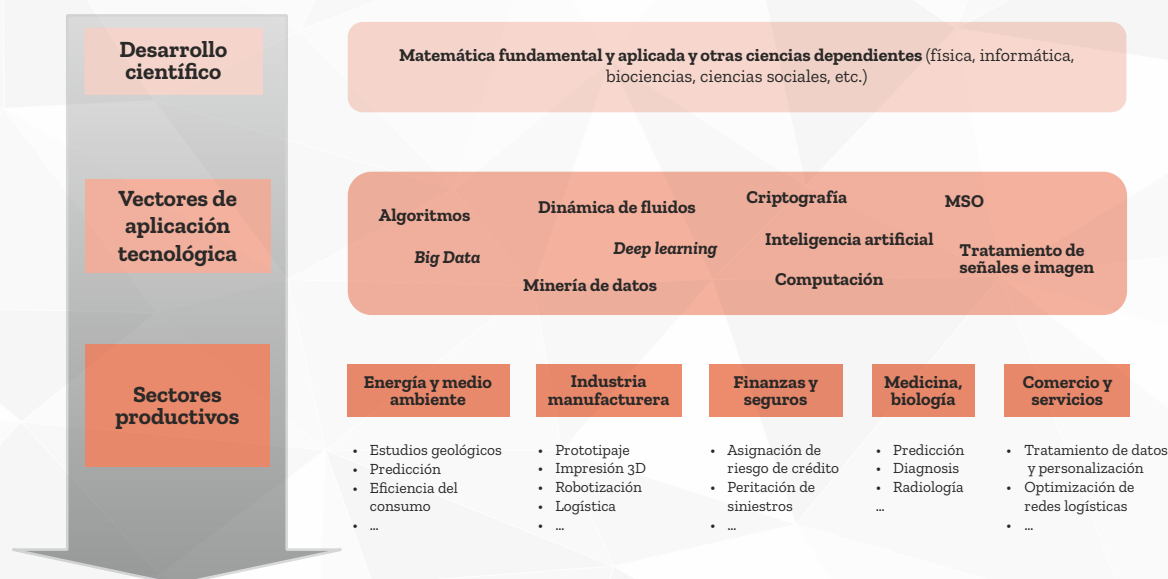 Desarrollo
científico
Matemática fundamental y aplicada y otras ciencias dependientes (física, informática,
biociencias, ciencias sociales, etc.)
Vectores de
aplicación
tecnológica
Algoritmos
Dinámica de fluidos
Criptografía
MSO
Big Data
Deep learning
Inteligencia artificial
Tratamiento de
señales e imagen
Minería de datos
Computación
Sectores
productivos
Energía y medio
ambiente
• Estudios geológicos
• Predicción
• Eficiencia del
consumo
• ...
Industria
manufacturera
• Prototipaje
• Impresión 3D
• Robotización
• Logística
• ...
Finanzas y
seguros
• Asignación de
riesgo de crédito
• Peritación de
siniestros
• ...
Medicina,
biología
• Predicción
• Diagnosis
• Radiología
...
Comercio y
servicios
• Tratamiento de datos
y personalización
• Optimización de
redes logísticas
• ...